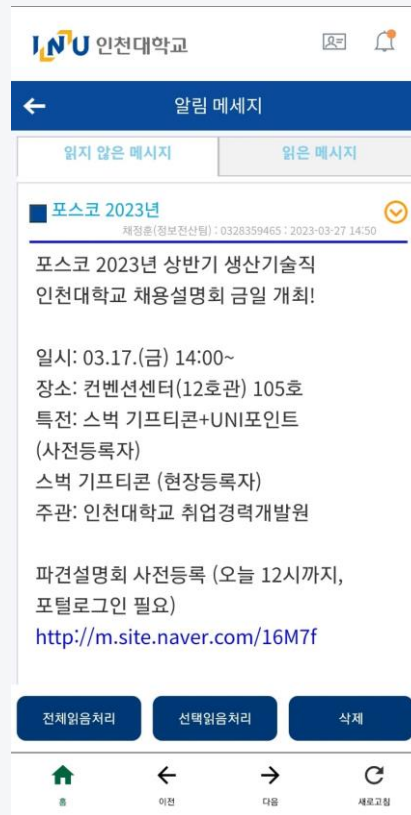 INU 인천대학교
알림 메세지
읽지 않은 메시지
읽은 메시지
포스코 2023년
채정훈(정보전산팀) : 0328359465 : 2023-03-27 14:50
포스코 2023년 상반기 생산기술직
인천대학교 채용설명회 금일 개최!
일시: 03.17.(금) 14:00~
장소: 컨벤션센터(12호관) 105호
특전: 스벅 기프티콘+UNI포인트
(사전등록자)
스벅 기프티콘 (현장등록자)
주관: 인천대학교 취업경력개발원
파견설명회 사전등록 (오늘 12시까지,
포털로그인 필요)
http://m.site.naver.com/16M7f
전체읽음처리
선택읽음처리
삭제
홈
이전
다음
새로고침